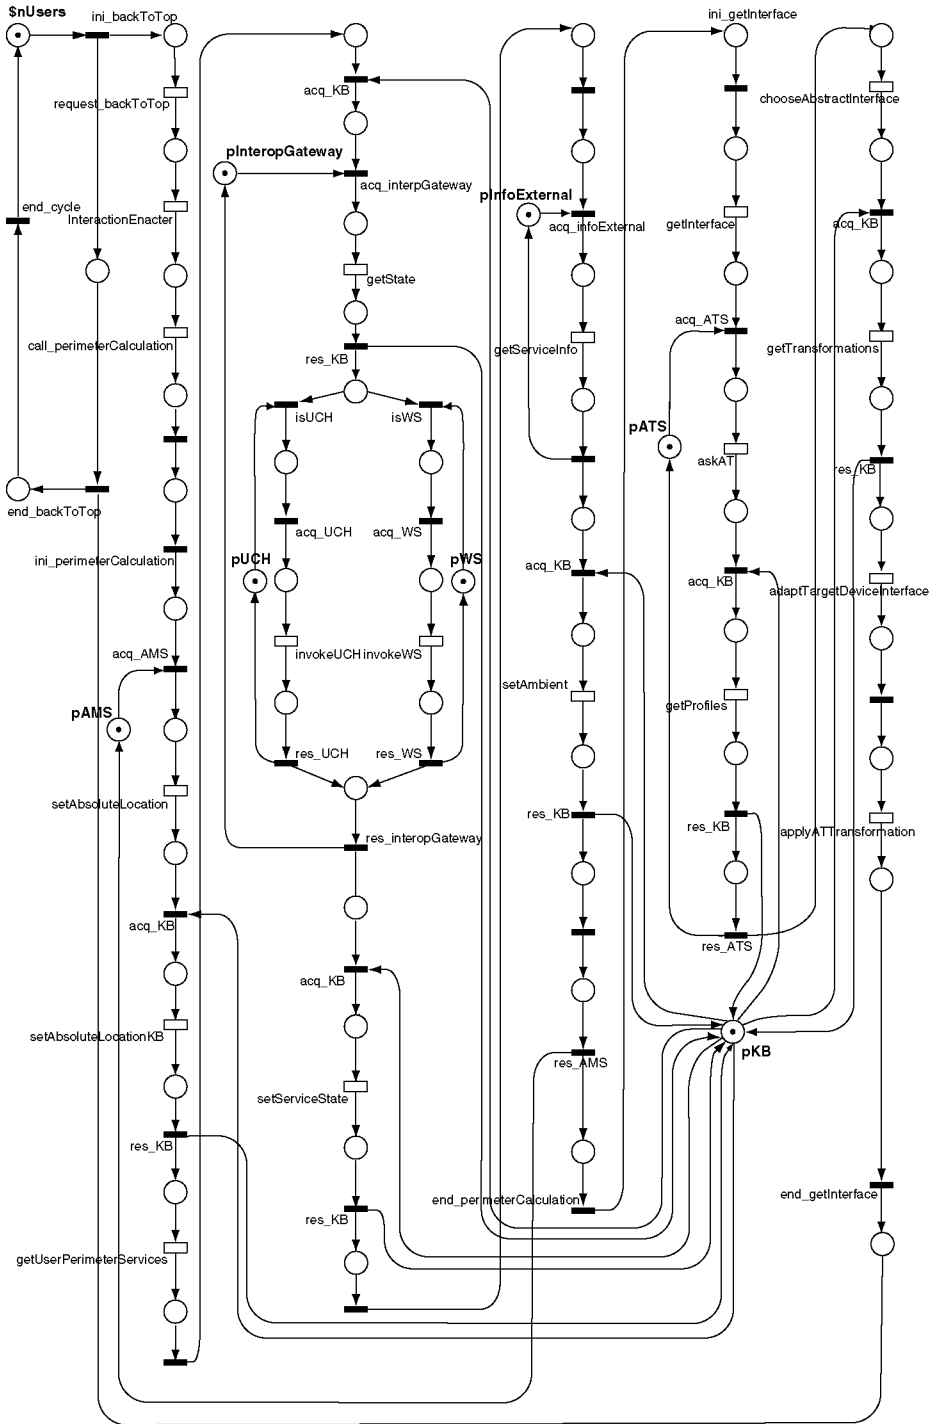 $nUsers
ini_backToTop
request_backToTop
end_cycle
InteractionEnacter
call_perimeterCalculation
end_backToTop
ini_perimeterCalculation
acq_AMS
pAMS
setAbsoluteLocation
acq_KB
setAbsoluteLocationKB
res_KB
getUserPerimeterServices
acq_KB
pInteropGateway
acq_interpGateway
getState
res_KB
isUCH
isWS
acq_UCH
acq_WS
pUCH
pWS
invokeUCH
invokeWS
res_UCH
res_WS
res_interopGateway
acq_KB
setServiceState
res_KB
pInfoExternal
acq_infoExternal
getServiceInfo
acq_KB
setAmbient
res_KB
res_AMS
end_perimeterCalculation
ini_getInterface
getInterface
acq_ATS
pATS
askAT
acq_KB
getProfiles
res_KB
res_ATS
pKB
chooseAbstractInterface
acq_KB
getTransformations
res_KB
adaptTargetDeviceInterface
applyATTransformation
end_getInterface